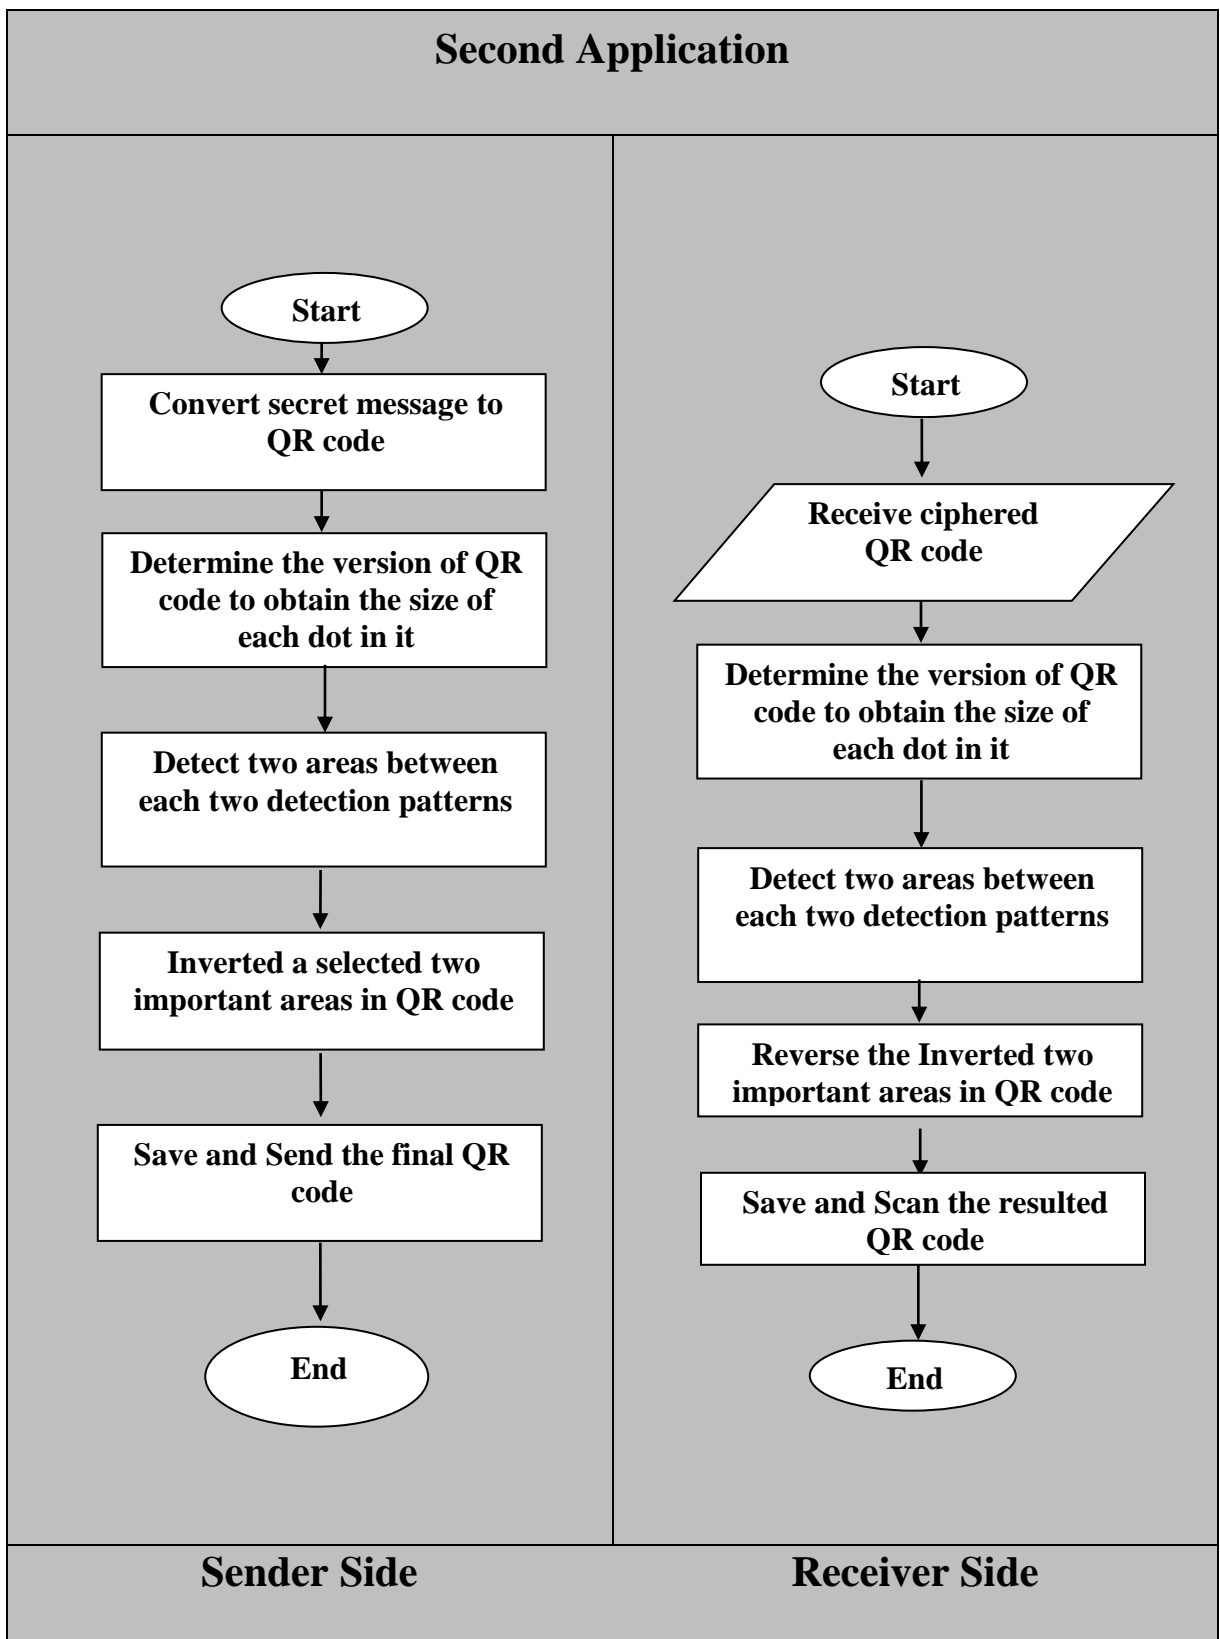 Second Application
Start
Convert secret message to
QR code
Determine the version of QR
code to obtain the size of
each dot in it
Detect two areas between
each two detection patterns
Inverted a selected two
important areas in QR code
Save and Send the final QR
code
End
Start
Receive ciphered
QR code
Determine the version of QR
code to obtain the size of
each dot in it
Detect two areas between
each two detection patterns
Reverse the Inverted two
important areas in QR code
Save and Scan the resulted
QR code
End
Sender Side
Receiver Side